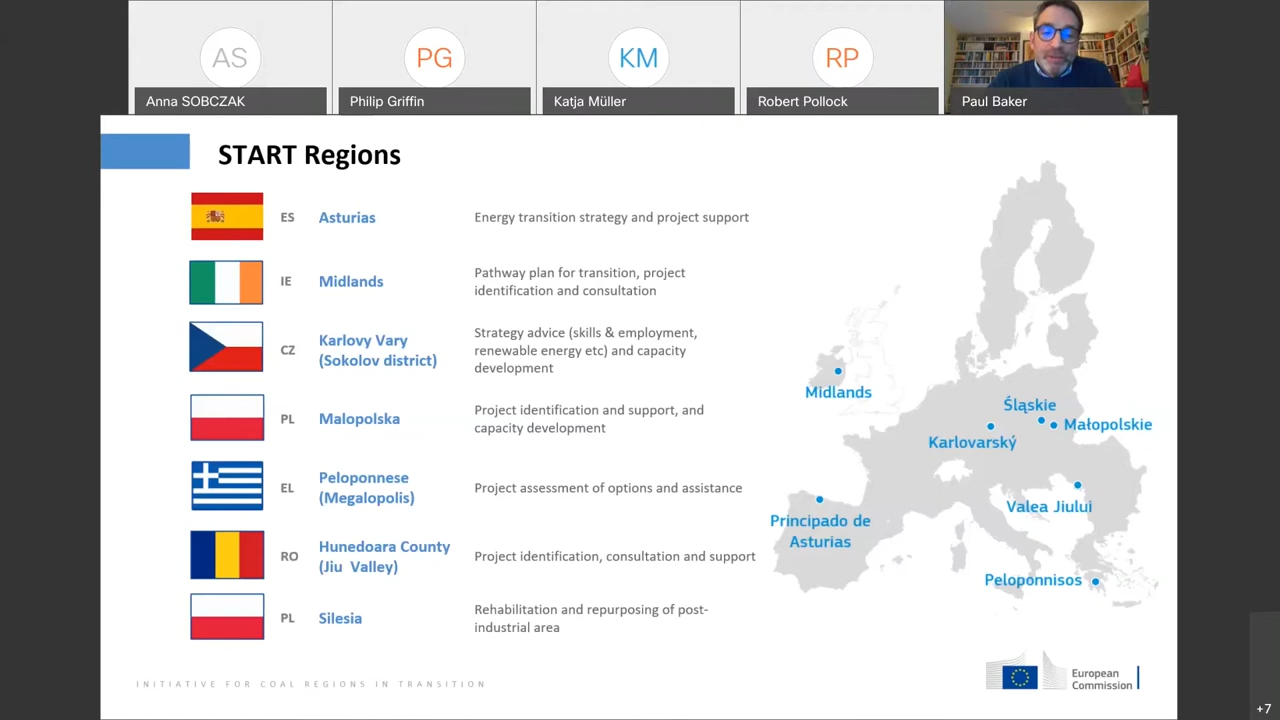 AS
PG
KM
RP
Anna SOBCZAK
Philip Griffin
Katja Müller
Robert Pollock
Paul Baker
START Regions
ES
Asturias
Energy transition strategy and project support
IE
Midlands
Pathway plan for transition, project
identification and consultation
CZ
Karlovy Vary
(Sokolov district)
Strategy advice (skills & employment,
renewable energy etc) and capacity
development
PL
Malopolska
Project identification and support, and
capacity development
EL
Peloponnese
(Megalopolis)
Project assessment of options and assistance
RO
Hunedoara County
(Jiu Valley)
Project identification, consultation and support
PL
Silesia
Rehabilitation and repurposing of post-
industrial area
Midlands
Śląskie
Małopolskie
Karlovarský
Valea Jiului
Principado de
Asturias
Peloponnisos
INITIATIVE FOR COAL REGIONS IN TRANSITION
European
Commission
+7